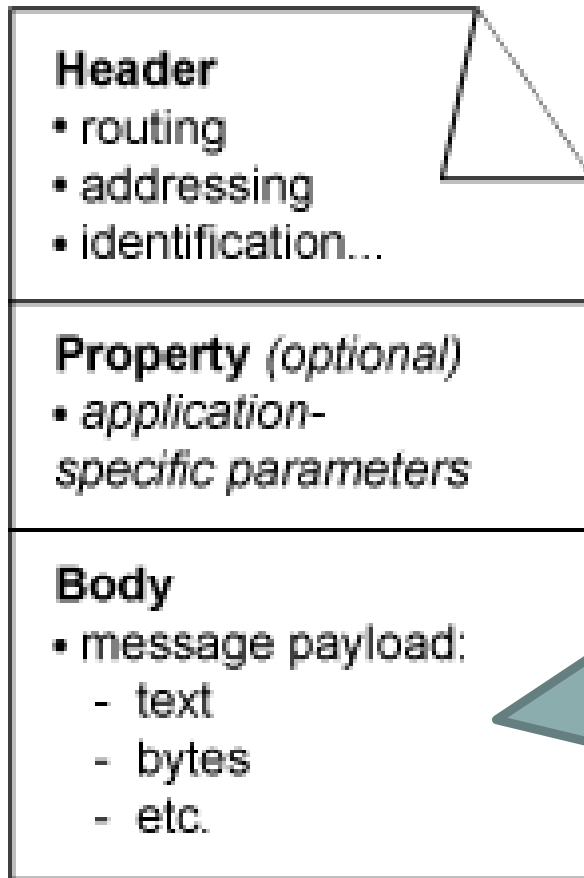 Header
• routing
• addressing
• identification...
Property (optional)
• application-
specific parameters
Body
• message payload:
- text
- bytes
- etc.